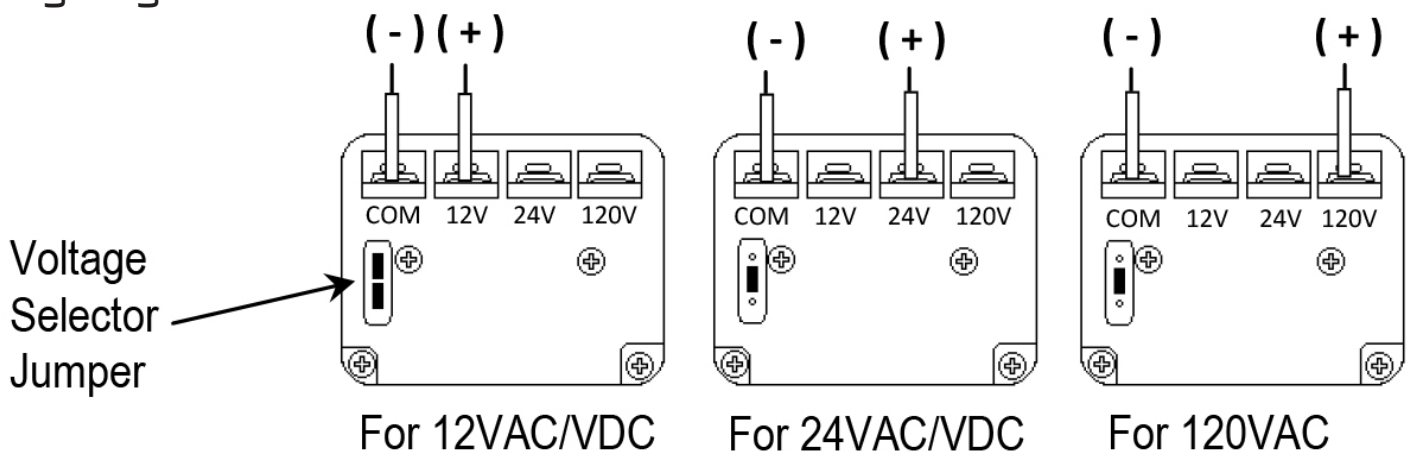 ( - ) ( + )
( - ) ( + )
( - ) ( + )
COM 12V 24V 120V
COM 12V 24V 120V
COM 12V 24V 120V
Voltage
Selector
Jumper
For 12VAC/VDC
For 24VAC/VDC
For 120VAC